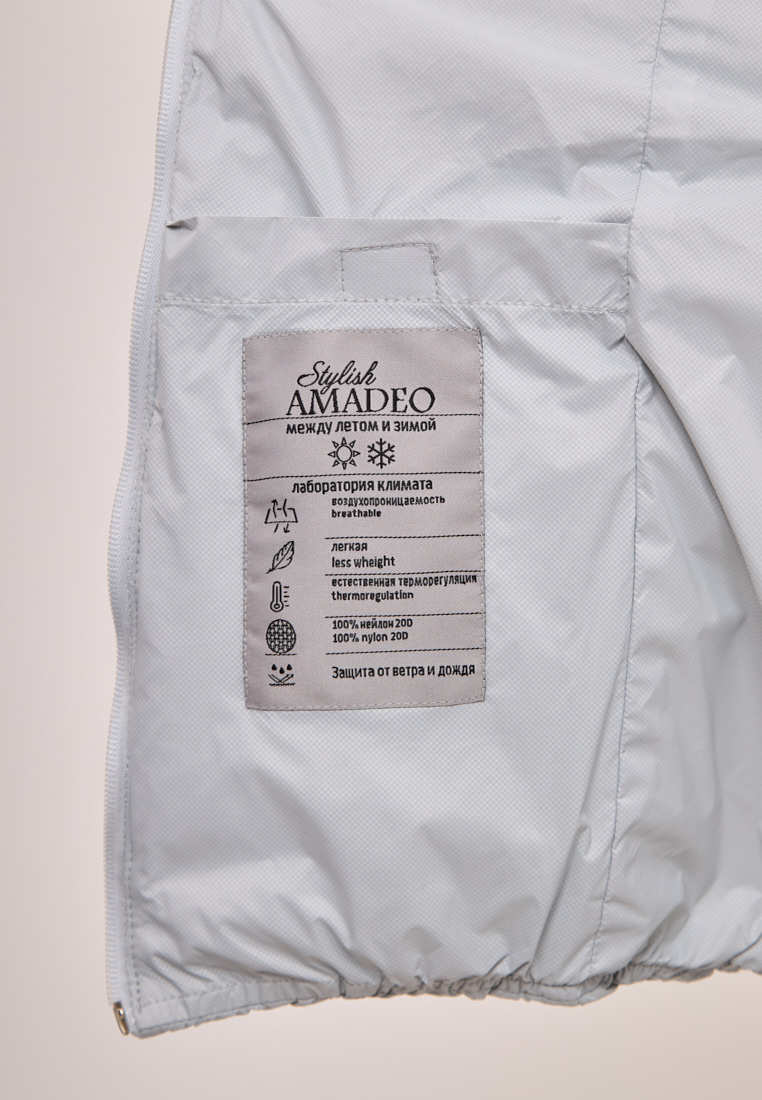 Stylish
AMADEO
между летом и зимой
лаборатория климата
воздухопроницаемость
breathable
легкая
less wheight
естественная терморегуляция
thermoregulation
100% нейлон 20D
100% nylon 20D
Защита от ветра и дождя